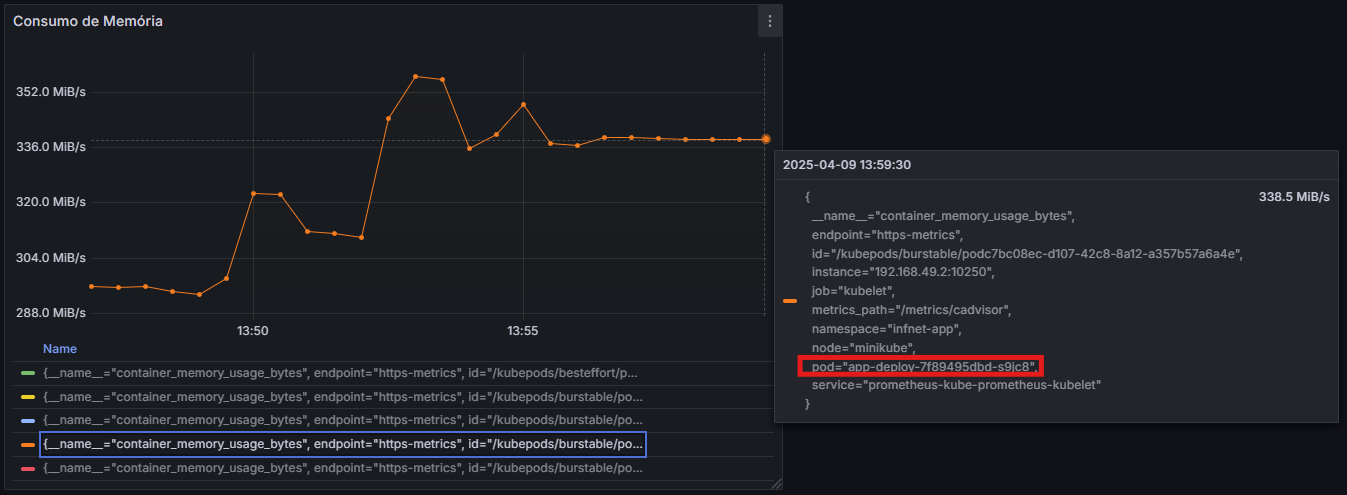 Consumo de Memória
352.0 MiB/s
336.0 MiB/s
320.0 MiB/s
304.0 MiB/s
288.0 MiB/s
13:50
13:55
Name
{__name__="container_memory_usage_bytes", endpoint="https-metrics", id="/kubepods/besteffort/p...
{__name__="container_memory_usage_bytes", endpoint="https-metrics", id="/kubepods/burstable/po...
{__name__="container_memory_usage_bytes", endpoint="https-metrics", id="/kubepods/burstable/po...
{__name__="container_memory_usage_bytes", endpoint="https-metrics", id="/kubepods/burstable/po...
{__name__="container_memory_usage_bytes", endpoint="https-metrics", id="/kubepods/burstable/po...
2025-04-09 13:59:30
{ 338.5 MiB/s
__name__="container_memory_usage_bytes",
endpoint="https-metrics",
id="/kubepods/burstable/podc7bc08ec-d107-42c8-8a12-a357b57a6a4e",
instance="192.168.49.2:10250",
job="kubelet",
metrics_path="/metrics/cadvisor",
namespace="infnet-app",
node="minikube",
pod="app-deploy-7f89495dbd-s9jc8",
service="prometheus-kube-prometheus-kubelet"
}